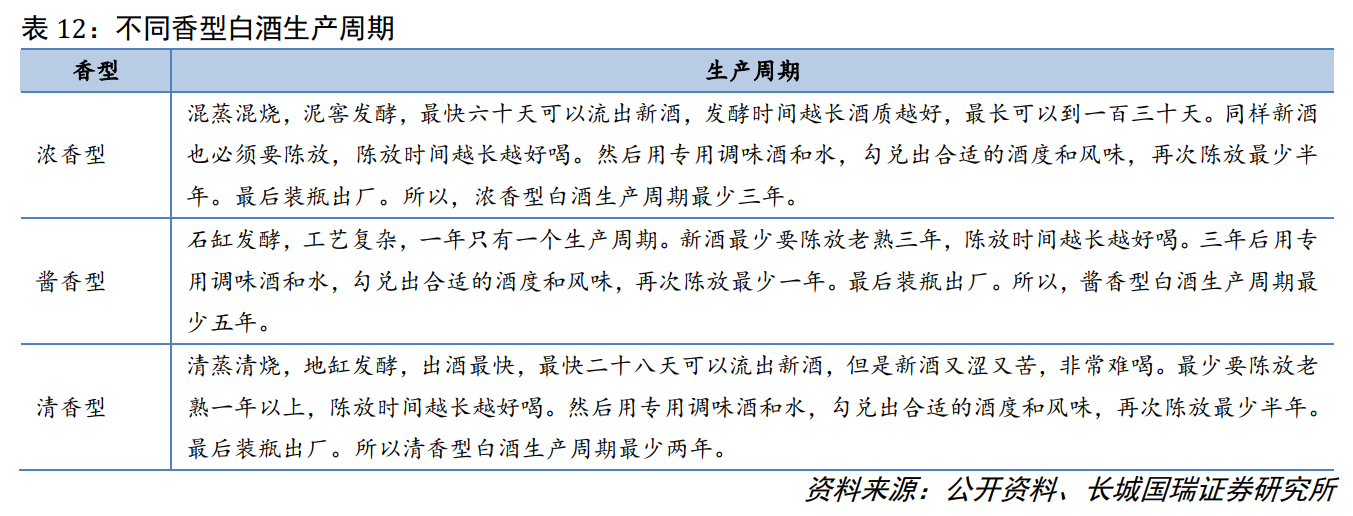 表 12：不同香型白酒生产周期
香型 生产周期
浓香型
混蒸混烧，泥窖发酵，最快六十天可以流出新酒，发酵时间越长酒质越好，最长可以到一百三十天。同样新酒
也必须要陈放，陈放时间越长越好喝。然后用专用调味酒和水，勾兑出合适的酒度和风味，再次陈放最少半
年。最后装瓶出厂。所以，浓香型白酒生产周期最少三年。
酱香型
石缸发酵，工艺复杂，一年只有一个生产周期。新酒最少要陈放老熟三年，陈放时间越长越好喝。三年后用专
用调味酒和水，勾兑出合适的酒度和风味，再次陈放最少一年。最后装瓶出厂。所以，酱香型白酒生产周期最
少五年。
清香型
清蒸清烧，地缸发酵，出酒最快，最快二十八天可以流出新酒，但是新酒又涩又苦，非常难喝。最少要陈放老
熟一年以上，陈放时间越长越好喝。然后用专用调味酒和水，勾兑出合适的酒度和风味，再次陈放最少半年。
最后装瓶出厂。所以清香型白酒生产周期最少两年。
资料来源：公开资料、长城国瑞证券研究所